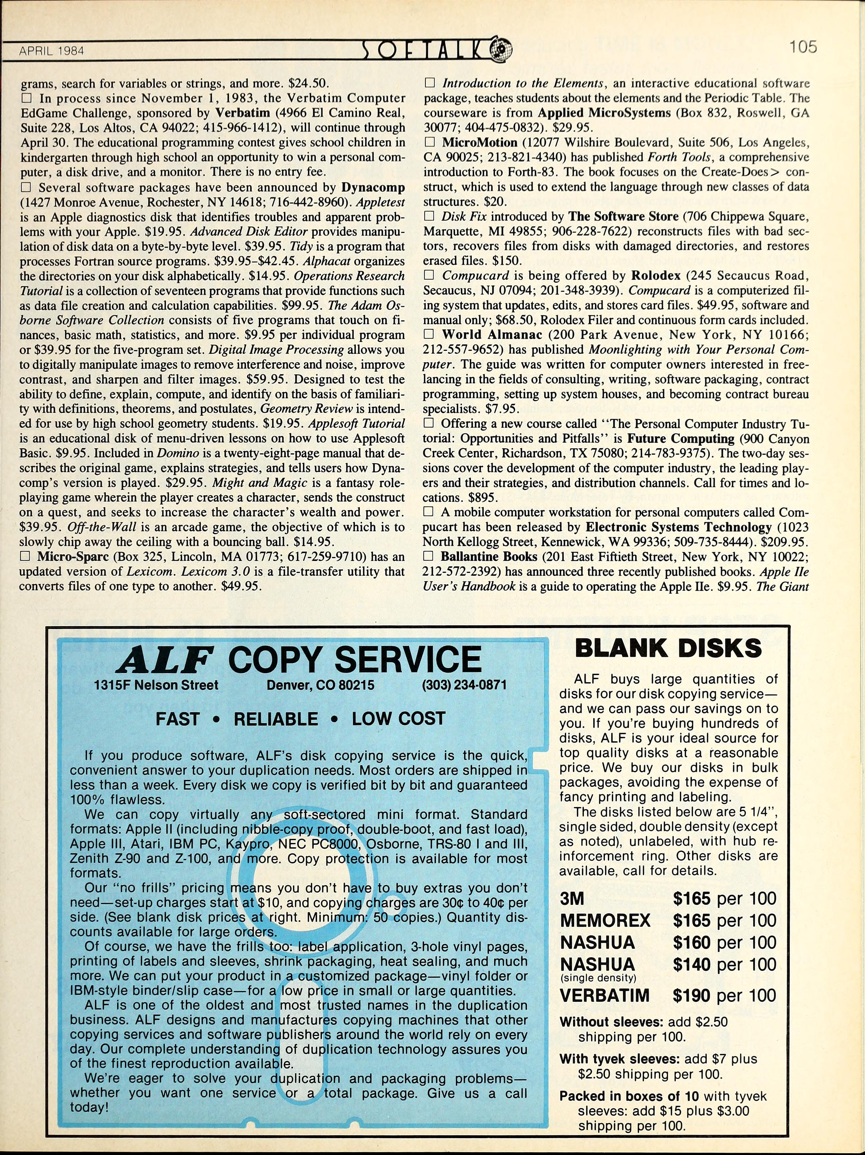 APRIL 1984
SOFTALK
105
grams, search for variables or strings, and more. $24.50.
□ In process since November 1, 1983, the Verbatim Computer
EdGame Challenge, sponsored by Verbatim (4966 El Camino Real,
Suite 228, Los Altos, CA 94022; 415-966-1412), will continue through
April 30. The educational programming contest gives school children in
kindergarten through high school an opportunity to win a personal com-
puter, a disk drive, and a monitor. There is no entry fee.
□ Several software packages have been announced by Dynacomp
(1427 Monroe Avenue, Rochester, NY 14618; 716-442-8960). Appletest
is an Apple diagnostics disk that identifies troubles and apparent prob-
lems with your Apple. $19.95. Advanced Disk Editor provides manipu-
lation of disk data on a byte-by-byte level. $39.95. Tidy is a program that
processes Fortran source programs. $39.95–$42.45. Alphacat organizes
the directories on your disk alphabetically. $14.95. Operations Research
Tutorial is a collection of seventeen programs that provide functions such
as data file creation and calculation capabilities. $99.95. The Adam Os-
borne Software Collection consists of five programs that touch on fi-
nances, basic math, statistics, and more. $9.95 per individual program
or $39.95 for the five-program set. Digital Image Processing allows you
to digitally manipulate images to remove interference and noise, improve
contrast, and sharpen and filter images. $59.95. Designed to test the
ability to define, explain, compute, and identify on the basis of familiari-
ty with definitions, theorems, and postulates, Geometry Review is intend-
ed for use by high school geometry students. $19.95. Applesoft Tutorial
is an educational disk of menu-driven lessons on how to use Applesoft
Basic. $9.95. Included in Domino is a twenty-eight-page manual that de-
scribes the original game, explains strategies, and tells users how Dyna-
comp's version is played. $29.95. Might and Magic is a fantasy role-
playing game wherein the player creates a character, sends the construct
on a quest, and seeks to increase the character's wealth and power.
$39.95. Off-the-Wall is an arcade game, the objective of which is to
slowly chip away the ceiling with a bouncing ball. $14.95.
□ Micro-Sparc (Box 325, Lincoln, MA 01773; 617-259-9710) has an
updated version of Lexicom. Lexicom 3.0 is a file-transfer utility that
converts files of one type to another. $49.95.
□ Introduction to the Elements, an interactive educational software
package, teaches students about the elements and the Periodic Table. The
courseware is from Applied MicroSystems (Box 832, Roswell, GA
30077; 404-475-0832). $29.95.
□ MicroMotion (12077 Wilshire Boulevard, Suite 506, Los Angeles,
CA 90025; 213-821-4340) has published Forth Tools, a comprehensive
introduction to Forth-83. The book focuses on the Create-Does> con-
struct, which is used to extend the language through new classes of data
structures. $20.
□ Disk Fix introduced by The Software Store (706 Chippewa Square,
Marquette, MI 49855; 906-228-7622) reconstructs files with bad sec-
tors, recovers files from disks with damaged directories, and restores
erased files. $150.
□ Compucard is being offered by Rolodex (245 Secaucus Road,
Secaucus, NJ 07094; 201-348-3939). Compucard is a computerized fil-
ing system that updates, edits, and stores card files. $49.95, software and
manual only; $68.50, Rolodex Filer and continuous form cards included.
□ World Almanac (200 Park Avenue, New York, NY 10166;
212-557-9652) has published Moonlighting with Your Personal Com-
puter. The guide was written for computer owners interested in free-
lancing in the fields of consulting, writing, software packaging, contract
programming, setting up system houses, and becoming contract bureau
specialists. $7.95.
□ Offering a new course called "The Personal Computer Industry Tu-
torial: Opportunities and Pitfalls" is Future Computing (900 Canyon
Creek Center, Richardson, TX 75080; 214-783-9375). The two-day ses-
sions cover the development of the computer industry, the leading play-
ers and their strategies, and distribution channels. Call for times and lo-
cations. $895.
□ A mobile computer workstation for personal computers called Com-
pucart has been released by Electronic Systems Technology (1023
North Kellogg Street, Kennewick, WA 99336; 509-735-8444). $209.95.
□ Ballantine Books (201 East Fiftieth Street, New York, NY 10022;
212-572-2392) has announced three recently published books. Apple IIe
User's Handbook is a guide to operating the Apple IIe. $9.95. The Giant
ALF COPY SERVICE
1315F Nelson Street Denver, CO 80215 (303) 234-0871
FAST • RELIABLE • LOW COST
If you produce software, ALF's disk copying service is the quick,
convenient answer to your duplication needs. Most orders are shipped in
less than a week. Every disk we copy is verified bit by bit and guaranteed
100% flawless.
We can copy virtually any soft-sectored mini format. Standard
formats: Apple II (including nibble-copy proof, double-boot, and fast load),
Apple III, Atari, IBM PC, Kaypro, NEC PC8000, Osborne, TRS-80 I and III,
Zenith Z-90 and Z-100, and more. Copy protection is available for most
formats.
Our "no frills" pricing means you don't have to buy extras you don't
need—set-up charges start at $10, and copying charges are 30¢ to 40¢ per
side. (See blank disk prices at right. Minimum: 50 copies.) Quantity dis-
counts available for large orders.
Of course, we have the frills too: label application, 3-hole vinyl pages,
printing of labels and sleeves, shrink packaging, heat sealing, and much
more. We can put your product in a customized package—vinyl folder or
IBM-style binder/slip case—for a low price in small or large quantities.
ALF is one of the oldest and most trusted names in the duplication
business. ALF designs and manufactures copying machines that other
copying services and software publishers around the world rely on every
day. Our complete understanding of duplication technology assures you
of the finest reproduction available.
We're eager to solve your duplication and packaging problems—
whether you want one service or a total package. Give us a call
today!
BLANK DISKS
ALF buys large quantities of
disks for our disk copying service—
and we can pass our savings on to
you. If you're buying hundreds of
disks, ALF is your ideal source for
top quality disks at a reasonable
price. We buy our disks in bulk
packages, avoiding the expense of
fancy printing and labeling.
The disks listed below are 5 1/4",
single sided, double density (except
as noted), unlabeled, with hub re-
inforcement ring. Other disks are
available, call for details.
3M $165 per 100
MEMOREX $165 per 100
NASHUA $160 per 100
NASHUA $140 per 100
(single density)
VERBATIM $190 per 100
Without sleeves: add $2.50
shipping per 100.
With tyvek sleeves: add $7 plus
$2.50 shipping per 100.
Packed in boxes of 10 with tyvek
sleeves: add $15 plus $3.00
shipping per 100.